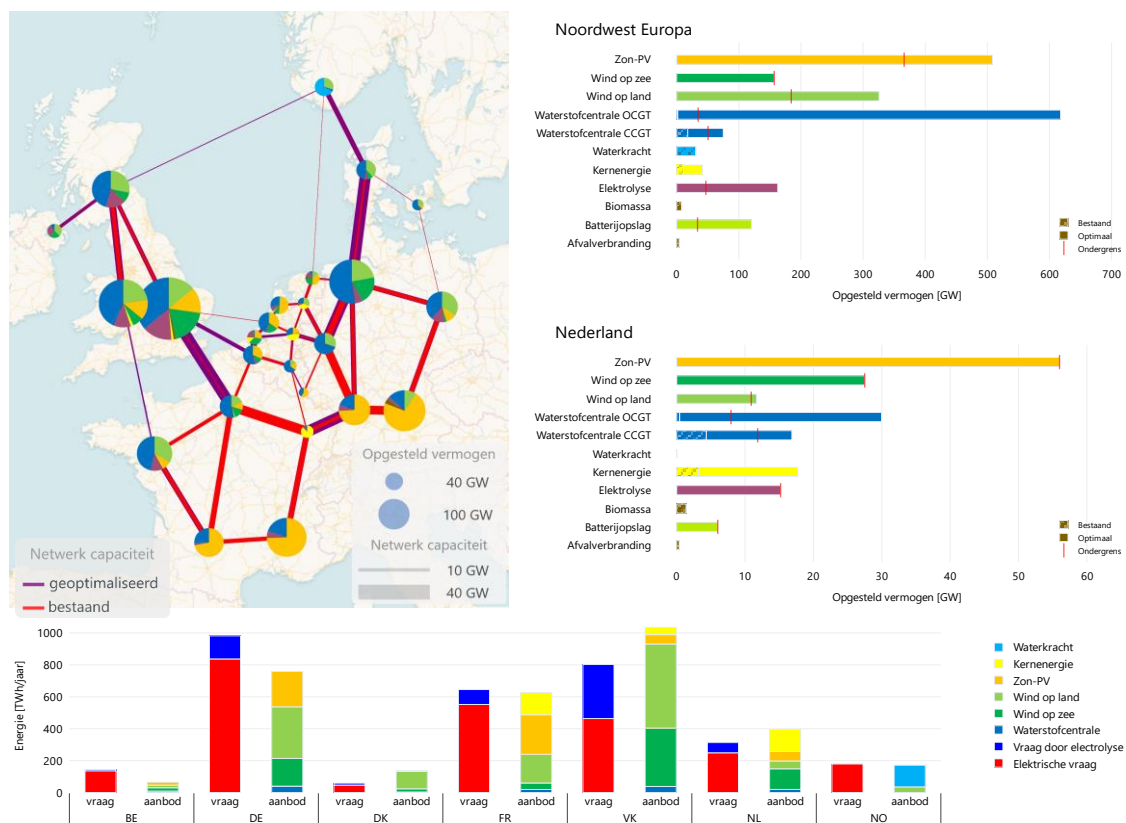 Noordwest Europa
Zon-PV
Wind op zee
Wind op land
Waterstofcentrale OCGT
Waterstofcentrale CCGT
Waterkracht
Kernenergie
Elektrolyse
Biomassa
Batterijopslag
Afvalverbranding
Bestaand
Optimaal
Ondergrens
0 100 200 300 400 500 600 700
Opgesteld vermogen [GW]
Nederland
Zon-PV
Wind op zee
Wind op land
Waterstofcentrale OCGT
Waterstofcentrale CCGT
Waterkracht
Kernenergie
Elektrolyse
Biomassa
Batterijopslag
Afvalverbranding
Bestaand
Optimaal
Ondergrens
0 10 20 30 40 50 60
Opgesteld vermogen [GW]
Opgesteld vermogen
40 GW
100 GW
Netwerk capaciteit
10 GW
40 GW
Netwerk capaciteit
geoptimaliseerd
bestaand
Energie [TWh/jaar]
1000
800
600
400
200
0
vraag aanbod vraag aanbod vraag aanbod vraag aanbod vraag aanbod vraag aanbod vraag aanbod
BE DE DK FR VK NL NO
Waterkracht
Kernenergie
Zon-PV
Wind op land
Wind op zee
Waterstofcentrale
Vraag door electrolyse
Elektrische vraag